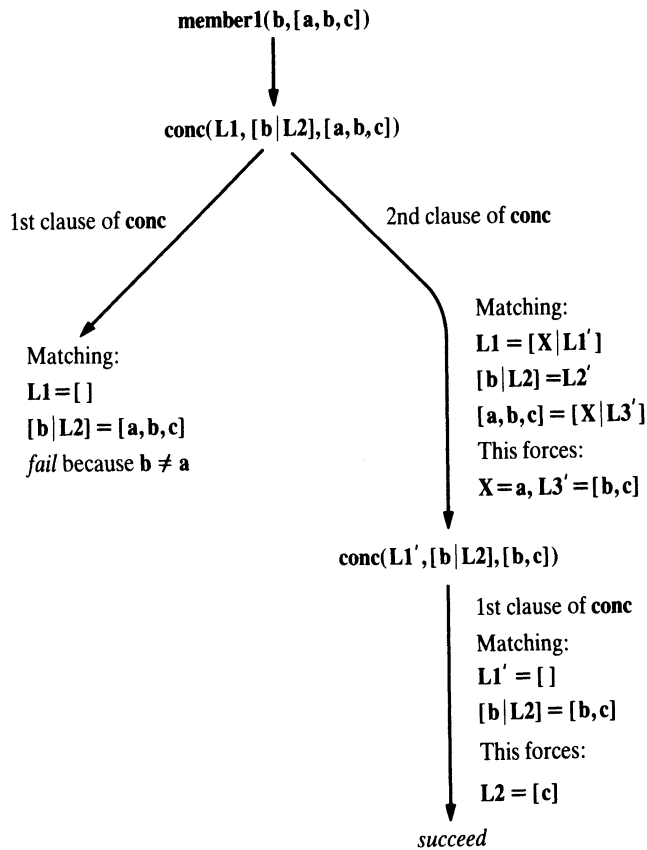 member1(b,[a,b,c])
conc(L1,[b|L2],[a,b,c])
1st clause of conc
2nd clause of conc
Matching:
L1=[ ]
[b|L2]=[a,b,c]
fail because b ≠ a
Matching:
L1=[X|L1′]
[b|L2]=L2′
[a,b,c]=[X|L3′]
This forces:
X=a, L3′=[b,c]
conc(L1′,[b|L2],[b,c])
1st clause of conc
Matching:
L1′=[ ]
[b|L2]=[b,c]
This forces:
L2=[c]
succeed